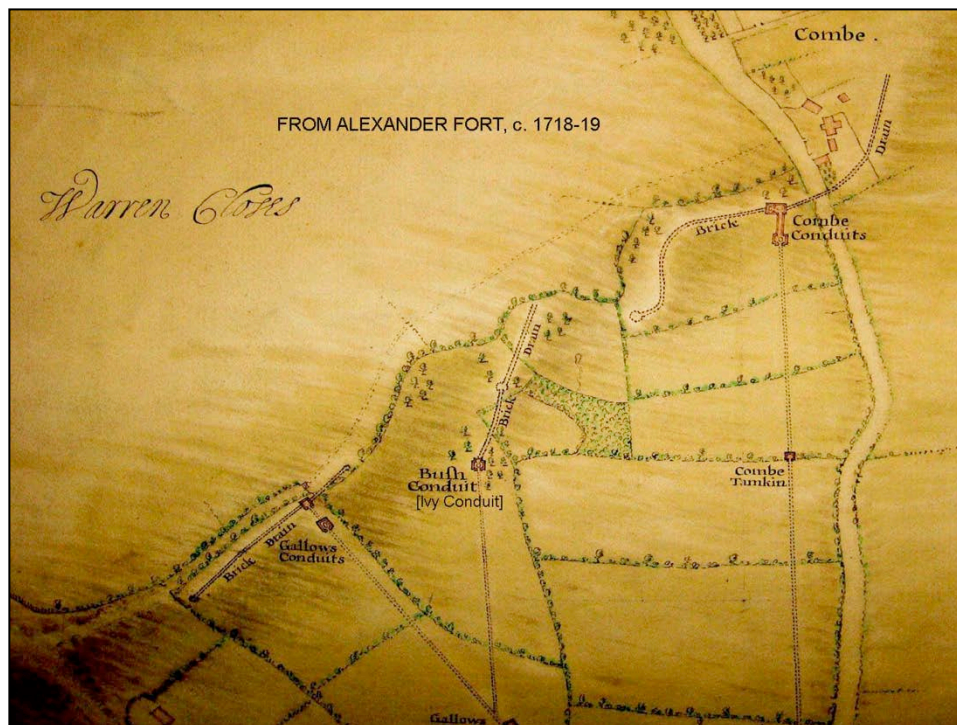 Combe .
FROM ALEXANDER FORT, c. 1718-19
Drain
Warren Closes
Brick
Combe
Conduits
Drain
Brick
Bush
Conduit
[Ivy Conduit]
Combe
Tamkin
Drain
Gallows
Conduits
Brick
Gallows